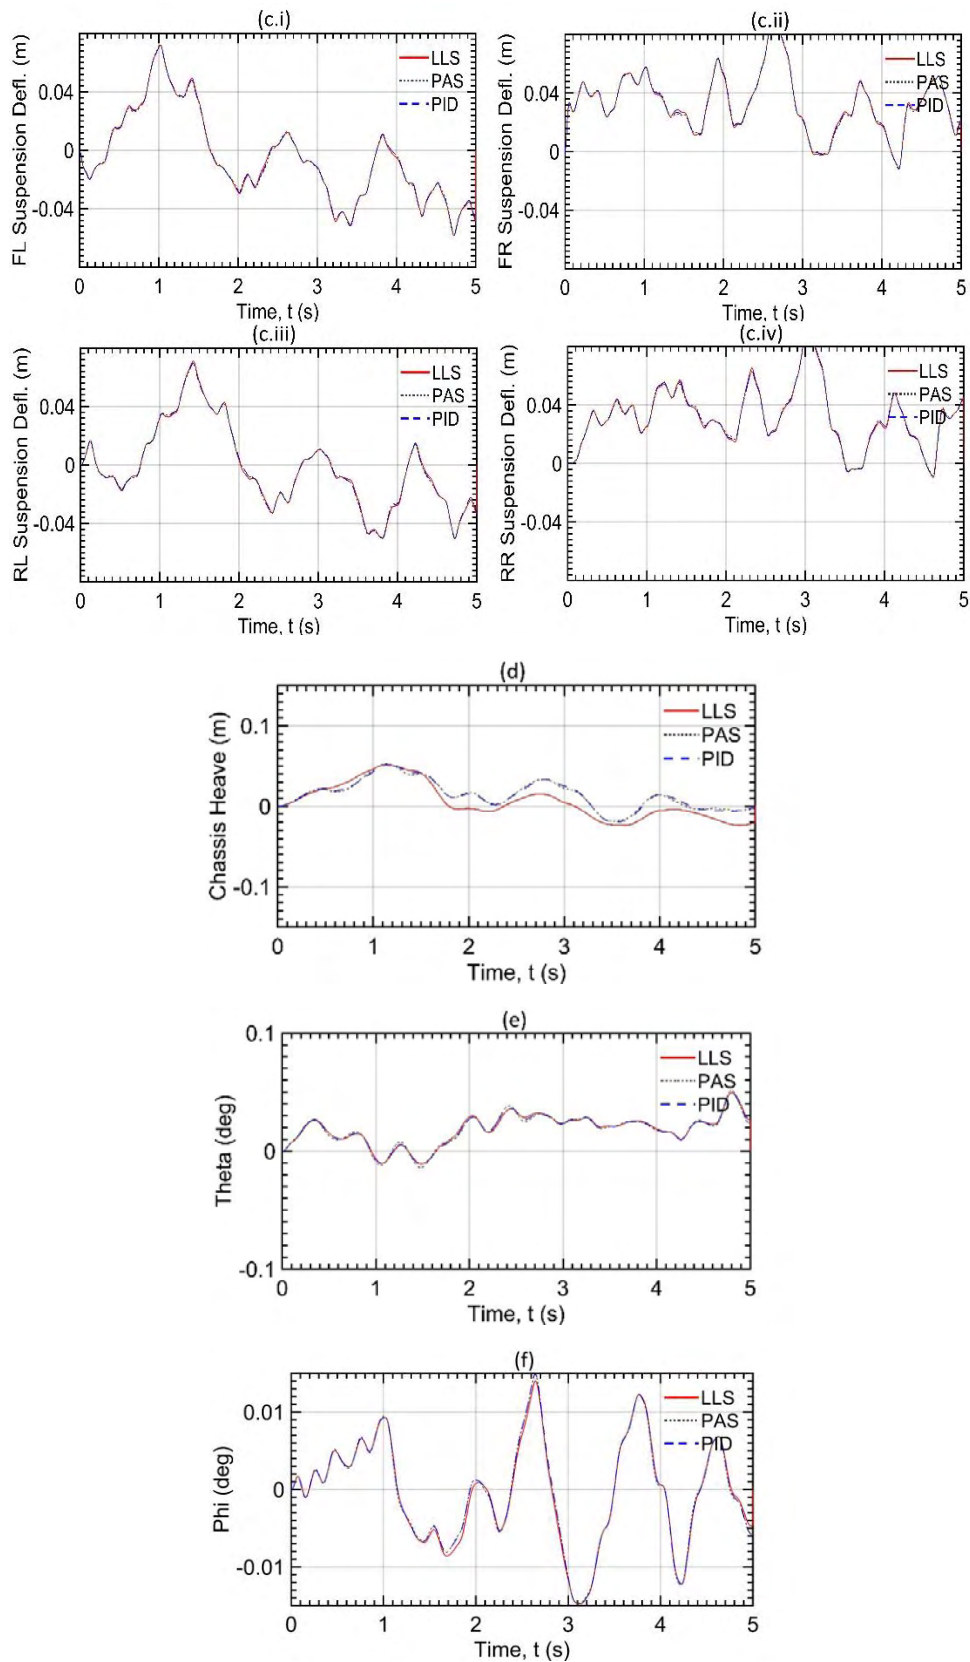 (c.i)
FL Suspension Defl. (m)
0.04
0
-0.04
LLS
PAS
PID
0 1 2 3 4 5
Time, t (s)
(c.ii)
FR Suspension Defl. (m)
0.04
0
-0.04
LLS
PAS
PID
0 1 2 3 4 5
Time, t (s)
(c.iii)
RL Suspension Defl. (m)
0.04
0
-0.04
LLS
PAS
PID
0 1 2 3 4 5
Time, t (s)
(c.iv)
RR Suspension Defl. (m)
0.04
0
-0.04
LLS
PAS
PID
0 1 2 3 4 5
Time, t (s)
(d)
Chassis Heave (m)
0.1
0
-0.1
LLS
PAS
PID
0 1 2 3 4 5
Time, t (s)
(e)
Theta (deg)
0.1
0
-0.1
LLS
PAS
PID
0 1 2 3 4 5
Time, t (s)
(f)
Phi (deg)
0.01
0
-0.01
LLS
PAS
PID
0 1 2 3 4 5
Time, t (s)